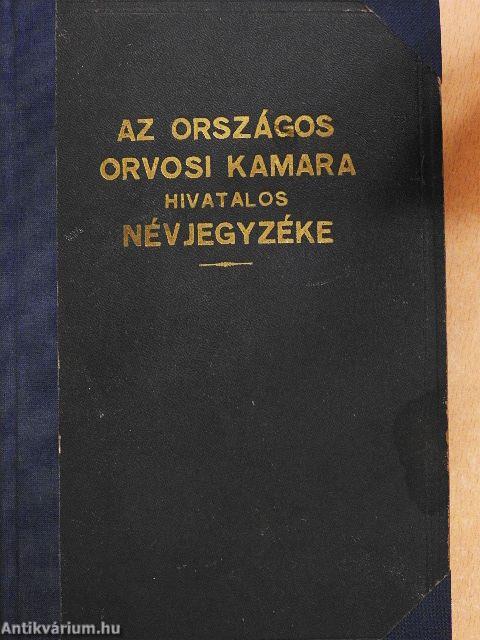 AZ ORSZÁGOS
ORVOSI KAMARA
HIVATALOS
NÉVJEGYZÉKE
Antikvárium.hu